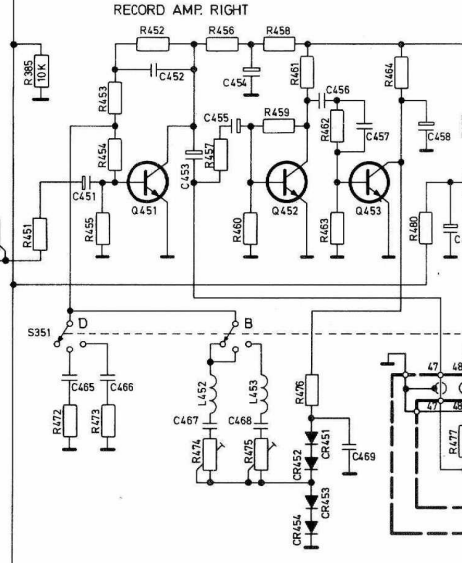 RECORD AMP. RIGHT
R452 R456 R458
R385 10K
C452
C454
R461
R464
R453
C456
C455
R459
R462
C457
C458
R454
C453
R457
C451
R455
Q451
Q452
Q453
R451
R460
R463
R480
C
S351 D B
C465 C466
L452 L453
R476
47 48
47 48
R472 R473
C467 C468
R474 R475
CR451
CR452
C469
CR453
CR454
R477